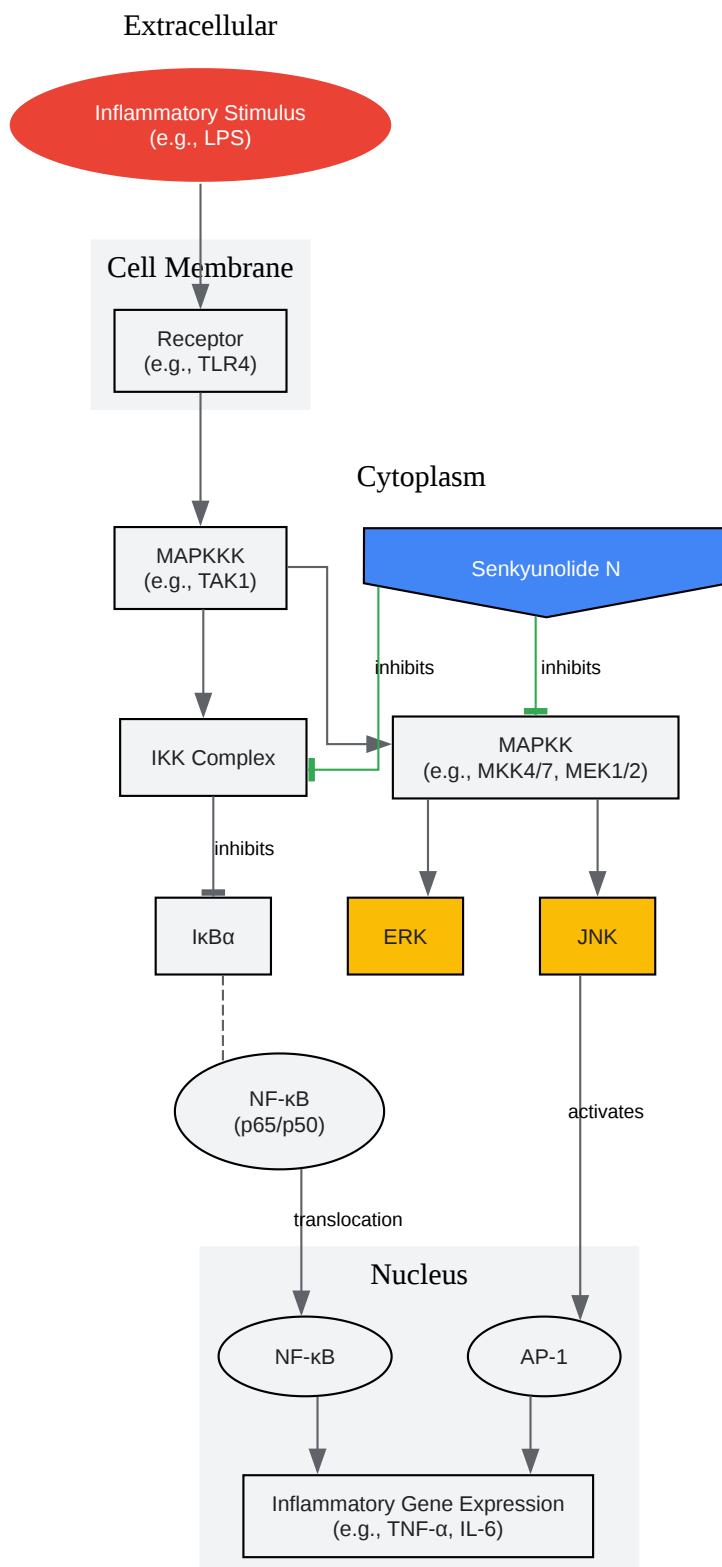 Extracellular
Inflammatory Stimulus
(e.g., LPS)
Cell Membrane
Receptor
(e.g., TLR4)
Cytoplasm
MAPKKK
(e.g., TAK1)
Senkyunolide N
inhibits
inhibits
IKK Complex
MAPKK
(e.g., MKK4/7, MEK1/2)
inhibits
IκBα
ERK
JNK
NF-κB
(p65/p50)
activates
translocation
Nucleus
NF-κB
AP-1
Inflammatory Gene Expression
(e.g., TNF-α, IL-6)